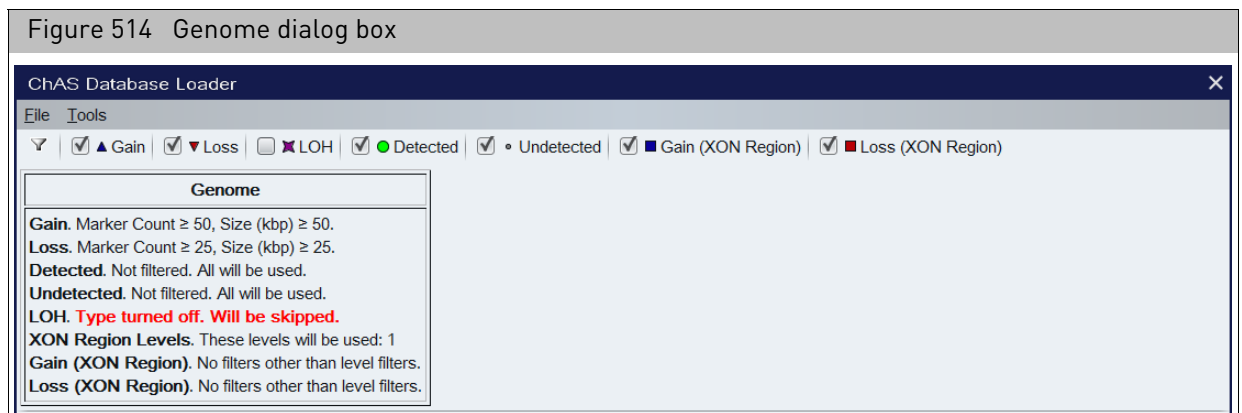 Figure 514 Genome dialog box
ChAS Database Loader
File Tools
Gain Loss LOH Detected Undetected Gain (XON Region) Loss (XON Region)
Genome
Gain. Marker Count ≥ 50, Size (kbp) ≥ 50.
Loss. Marker Count ≥ 25, Size (kbp) ≥ 25.
Detected. Not filtered. All will be used.
Undetected. Not filtered. All will be used.
LOH. Type turned off. Will be skipped.
XON Region Levels. These levels will be used: 1
Gain (XON Region). No filters other than level filters.
Loss (XON Region). No filters other than level filters.